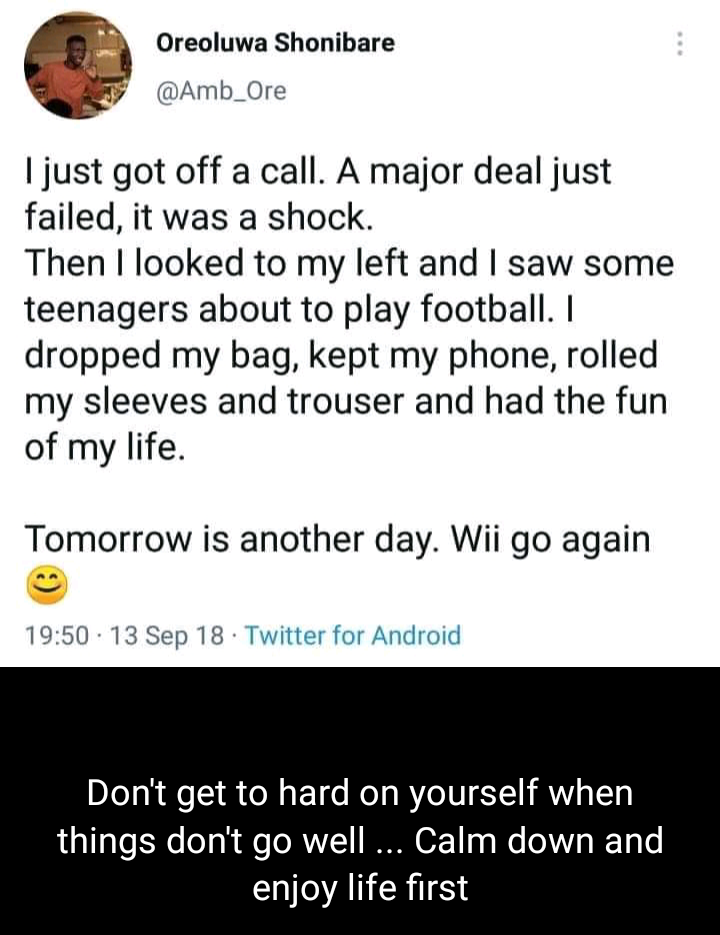 Oreoluwa Shonibare
@Amb_Ore
I just got off a call. A major deal just
failed, it was a shock.
Then I looked to my left and I saw some
teenagers about to play football. I
dropped my bag, kept my phone, rolled
my sleeves and trouser and had the fun
of my life.
Tomorrow is another day. Wii go again
😊
19:50 · 13 Sep 18 · Twitter for Android
Don't get to hard on yourself when
things don't go well ... Calm down and
enjoy life first